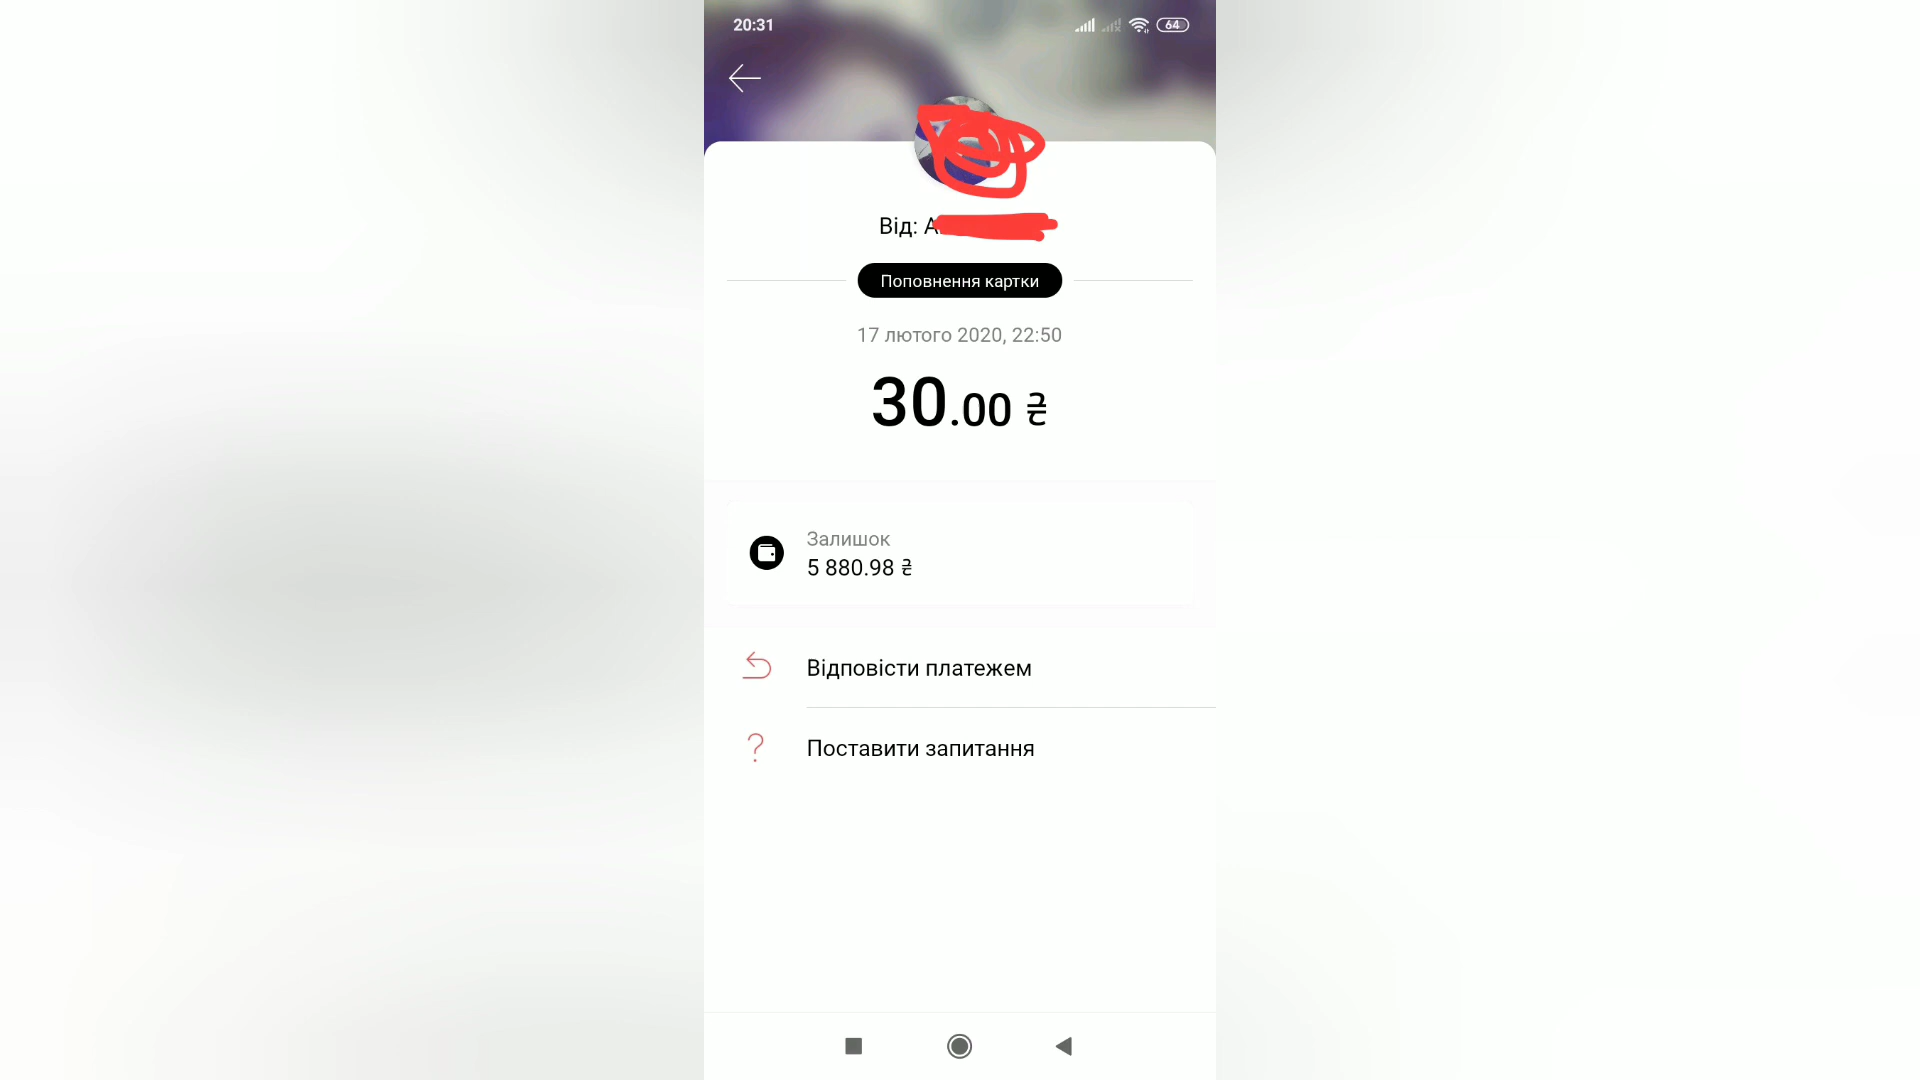 20:31
64
Від: А
Поповнення картки
17 лютого 2020, 22:50
30.00 ₴
Залишок
5 880.98 ₴
Відповісти платежем
Поставити запитання